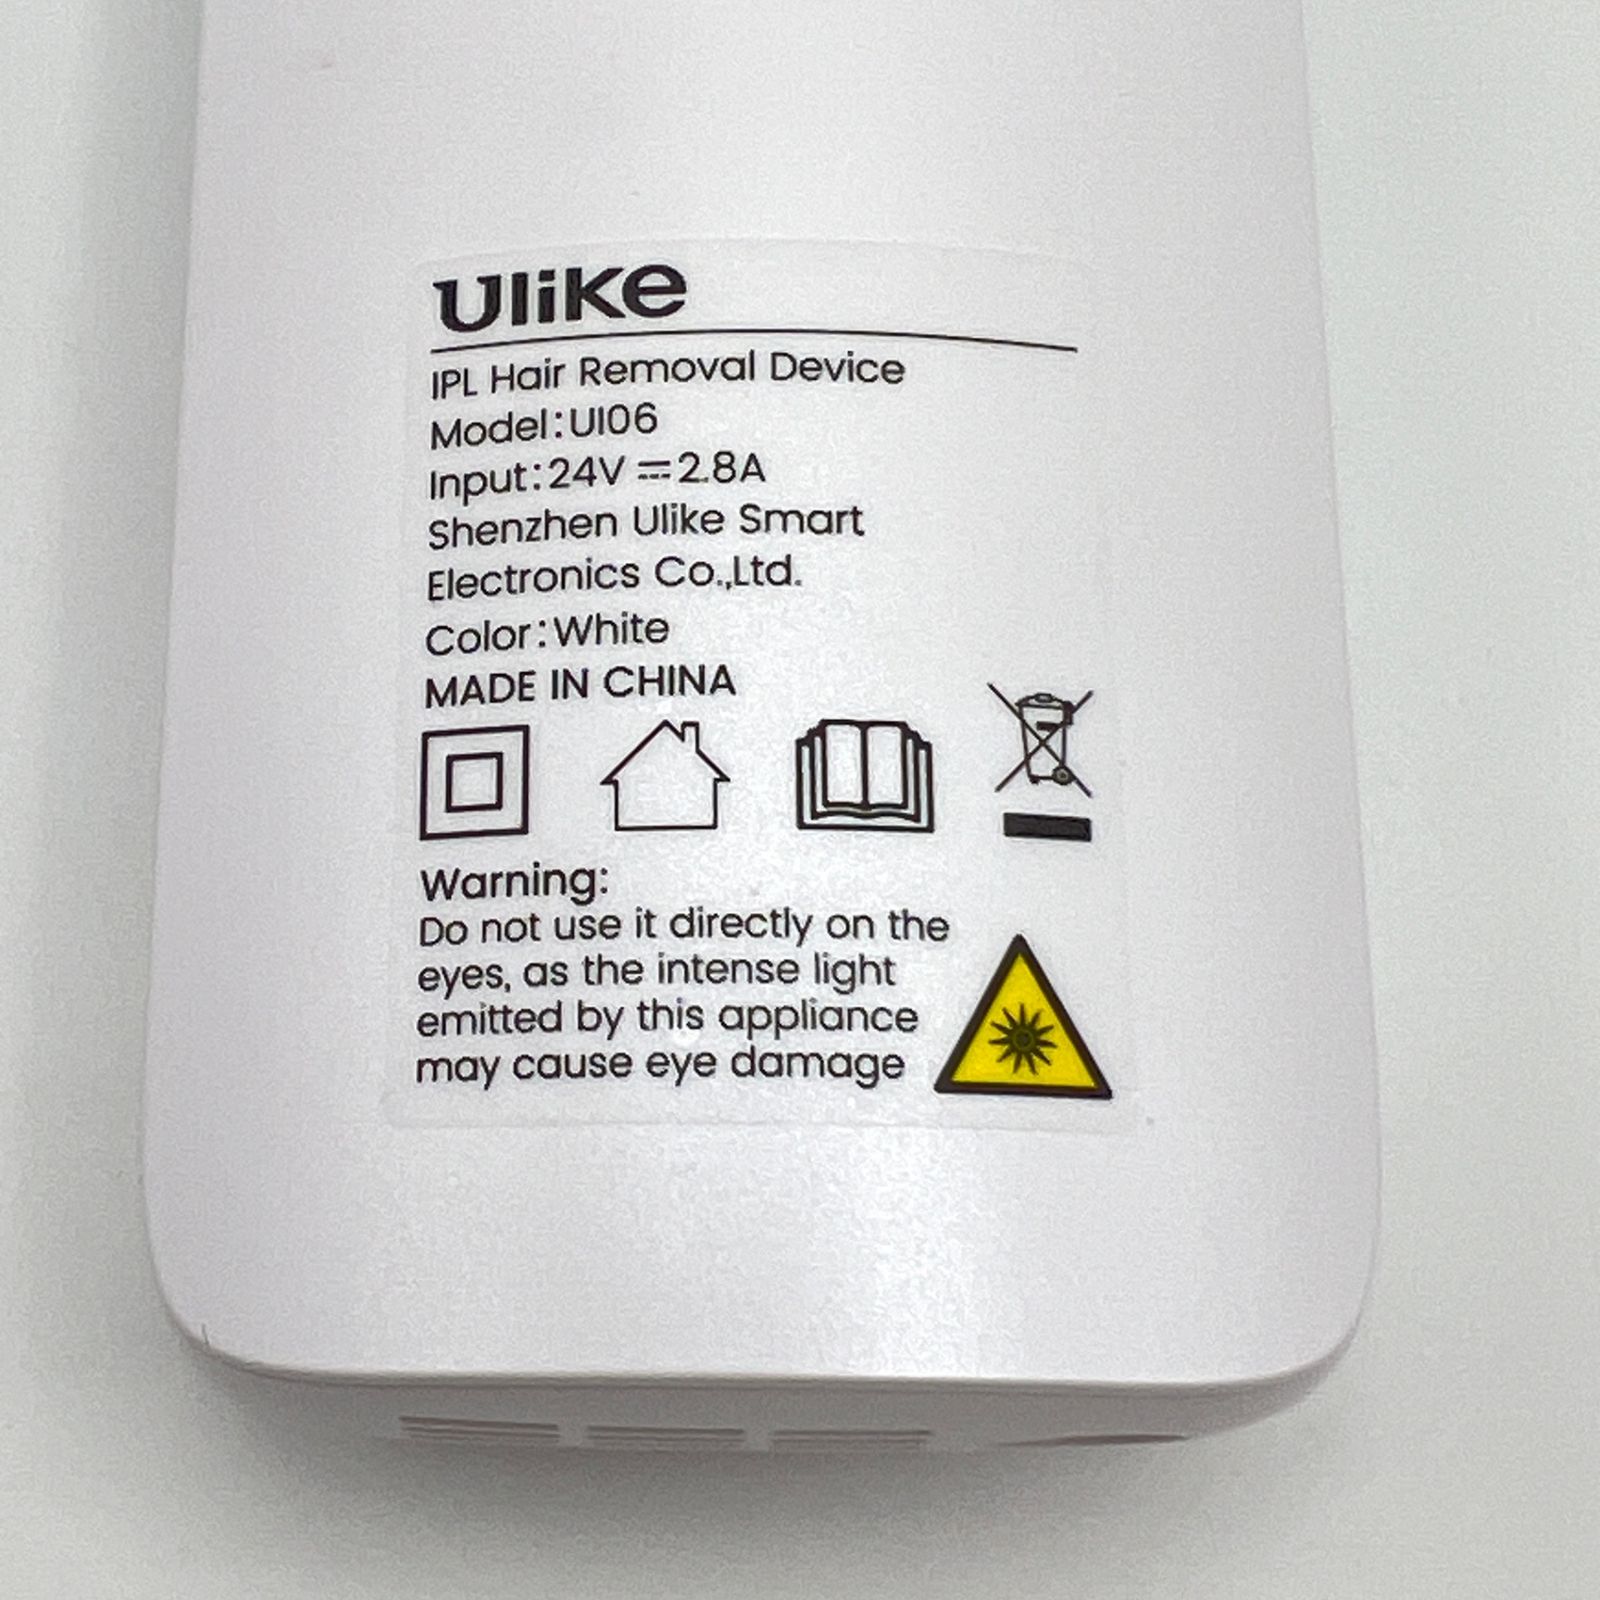 Ulike
IPL Hair Removal Device
Model:UI06
Input:24V ⎓2.8A
Shenzhen Ulike Smart
Electronics Co.,Ltd.
Color:White
MADE IN CHINA
Warning:
Do not use it directly on the
eyes, as the intense light
emitted by this appliance
may cause eye damage